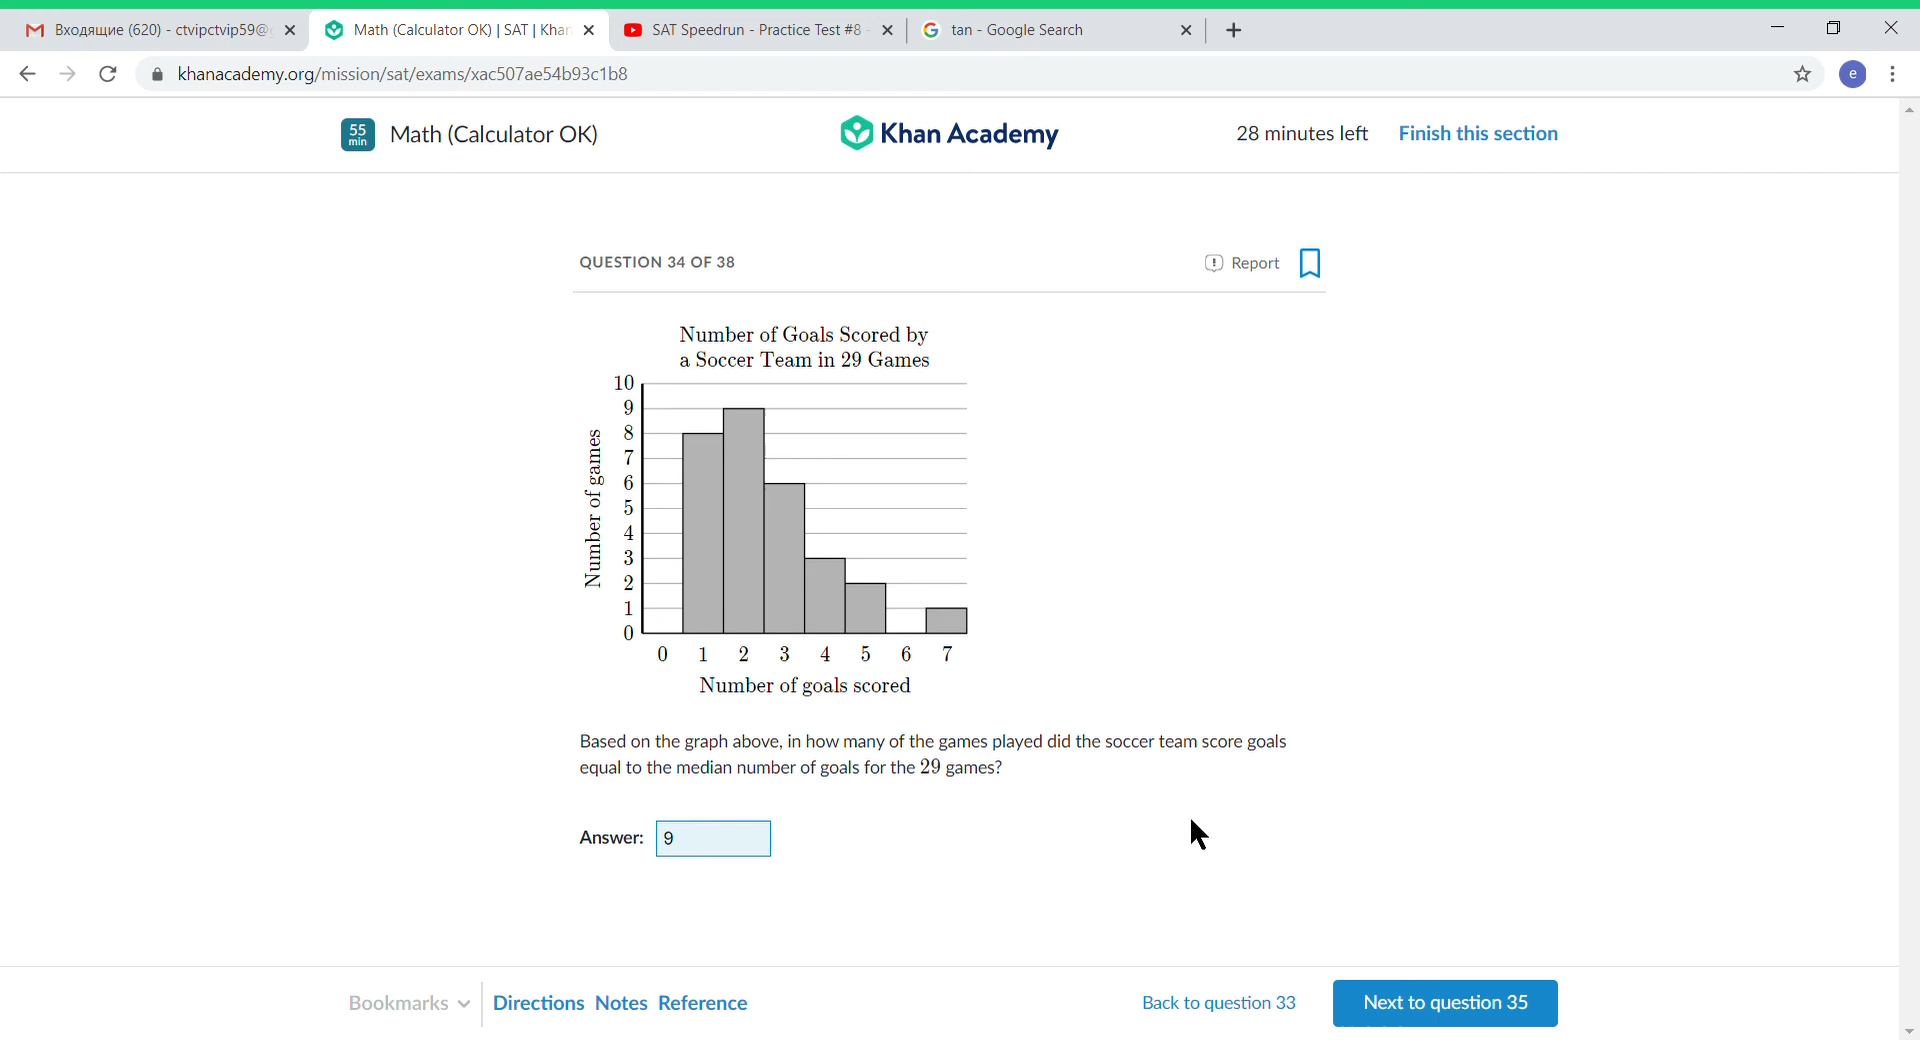 Входящие (620) - ctvipctvip59@
Math (Calculator OK) | SAT | Khan
SAT Speedrun - Practice Test #8 -
tan - Google Search
khanacademy.org/mission/sat/exams/xac507ae54b93c1b8
e
55
min
Math (Calculator OK)
Khan Academy
28 minutes left
Finish this section
QUESTION 34 OF 38
Report
Number of Goals Scored by
a Soccer Team in 29 Games
10
9
8
7
6
5
4
3
2
1
0
Number of games
0 1 2 3 4 5 6 7
Number of goals scored
Based on the graph above, in how many of the games played did the soccer team score goals
equal to the median number of goals for the 29 games?
Answer: 9
Bookmarks
Directions Notes Reference
Back to question 33
Next to question 35